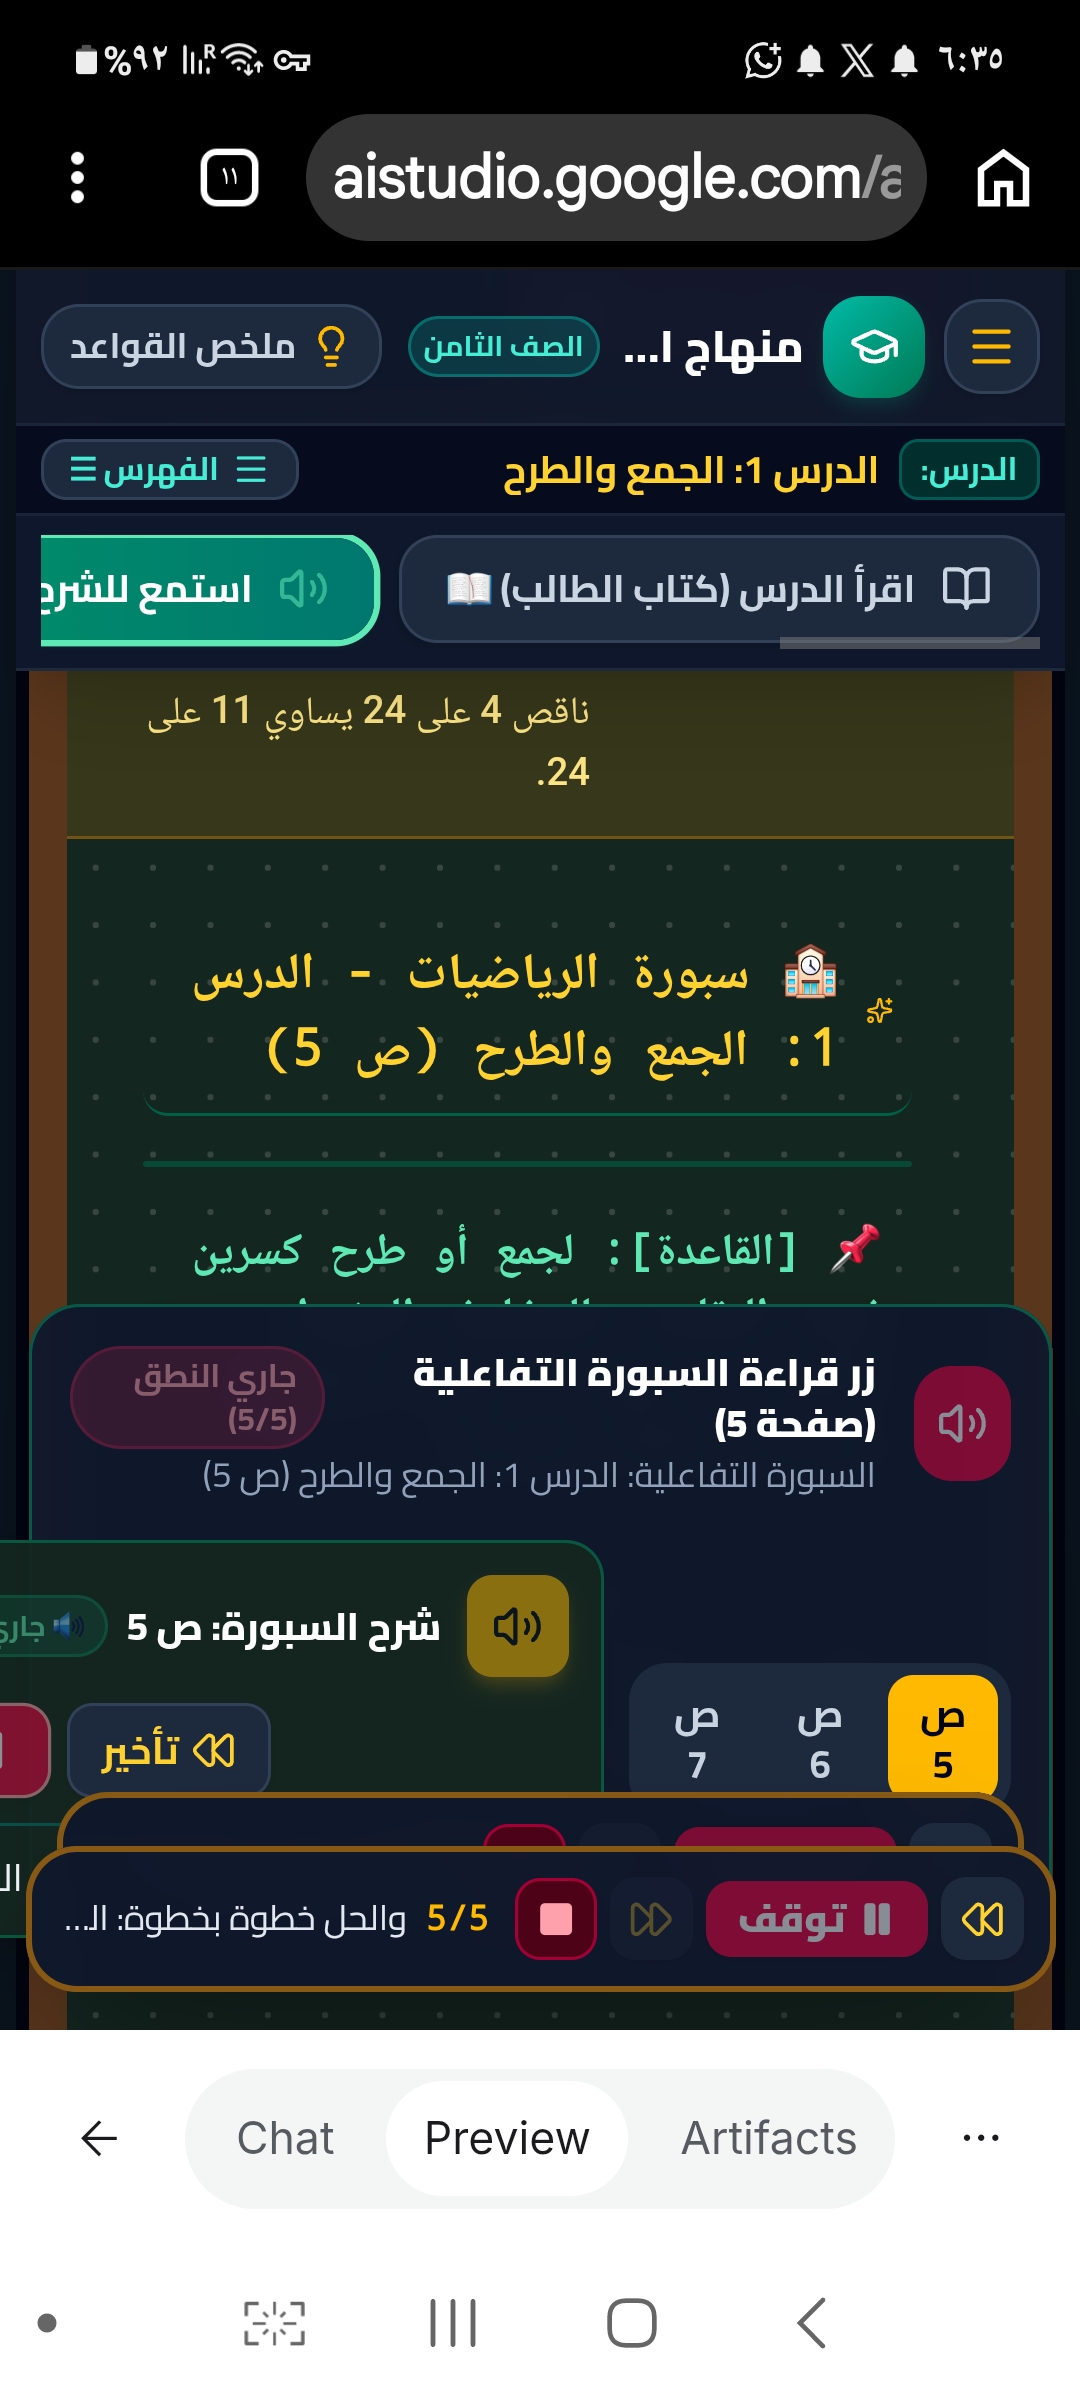 %٩٢
٦:٣٥
١١
aistudio.google.com/a
منهاج ا...
الصف الثامن
ملخص القواعد
الدرس:
الدرس 1: الجمع والطرح
الفهرس ☰
اقرأ الدرس (كتاب الطالب) 📖
استمع للشرح
ناقص 4 على 24 يساوي 11 على
24.
🏫 سبورة الرياضيات - الدرس
1: الجمع والطرح (ص 5)
📌 [القاعدة]: لجمع أو طرح كسرين
زر قراءة السبورة التفاعلية
(صفحة 5)
جاري النطق
(5/5)
السبورة التفاعلية: الدرس 1: الجمع والطرح (ص 5)
شرح السبورة: ص 5
🔊 جاري
ص 5
ص 6
ص 7
تأخير
توقف
5/5
والحل خطوة بخطوة: الـ...
Chat
Preview
Artifacts